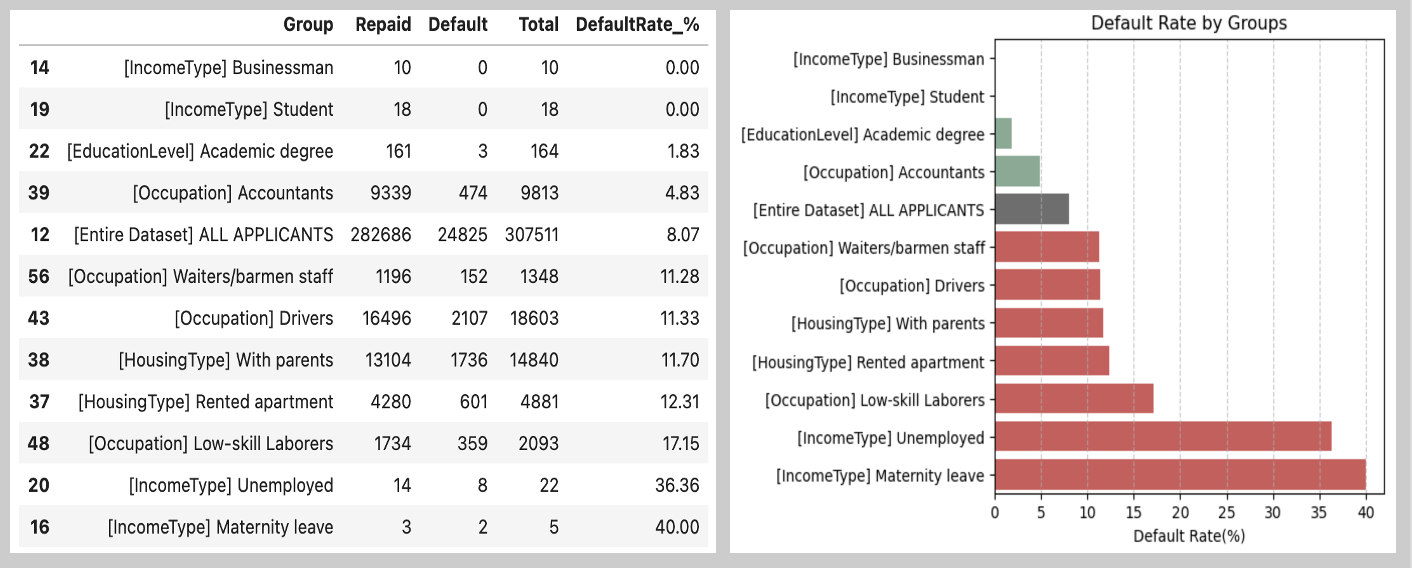 Group Repaid Default Total DefaultRate_%
14 [IncomeType] Businessman 10 0 10 0.00
19 [IncomeType] Student 18 0 18 0.00
22 [EducationLevel] Academic degree 161 3 164 1.83
39 [Occupation] Accountants 9339 474 9813 4.83
12 [Entire Dataset] ALL APPLICANTS 282686 24825 307511 8.07
56 [Occupation] Waiters/barmen staff 1196 152 1348 11.28
43 [Occupation] Drivers 16496 2107 18603 11.33
38 [HousingType] With parents 13104 1736 14840 11.70
37 [HousingType] Rented apartment 4280 601 4881 12.31
48 [Occupation] Low-skill Laborers 1734 359 2093 17.15
20 [IncomeType] Unemployed 14 8 22 36.36
16 [IncomeType] Maternity leave 3 2 5 40.00
Default Rate by Groups
[IncomeType] Businessman
[IncomeType] Student
[EducationLevel] Academic degree
[Occupation] Accountants
[Entire Dataset] ALL APPLICANTS
[Occupation] Waiters/barmen staff
[Occupation] Drivers
[HousingType] With parents
[HousingType] Rented apartment
[Occupation] Low-skill Laborers
[IncomeType] Unemployed
[IncomeType] Maternity leave
0 5 10 15 20 25 30 35 40
Default Rate(%)